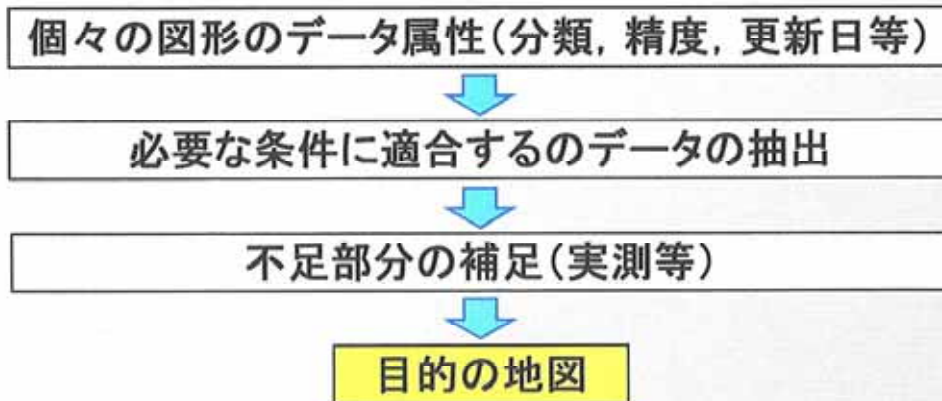 個々の図形のデータ属性(分類, 精度, 更新日等)
必要な条件に適合するのデータの抽出
不足部分の補足(実測等)
目的の地図